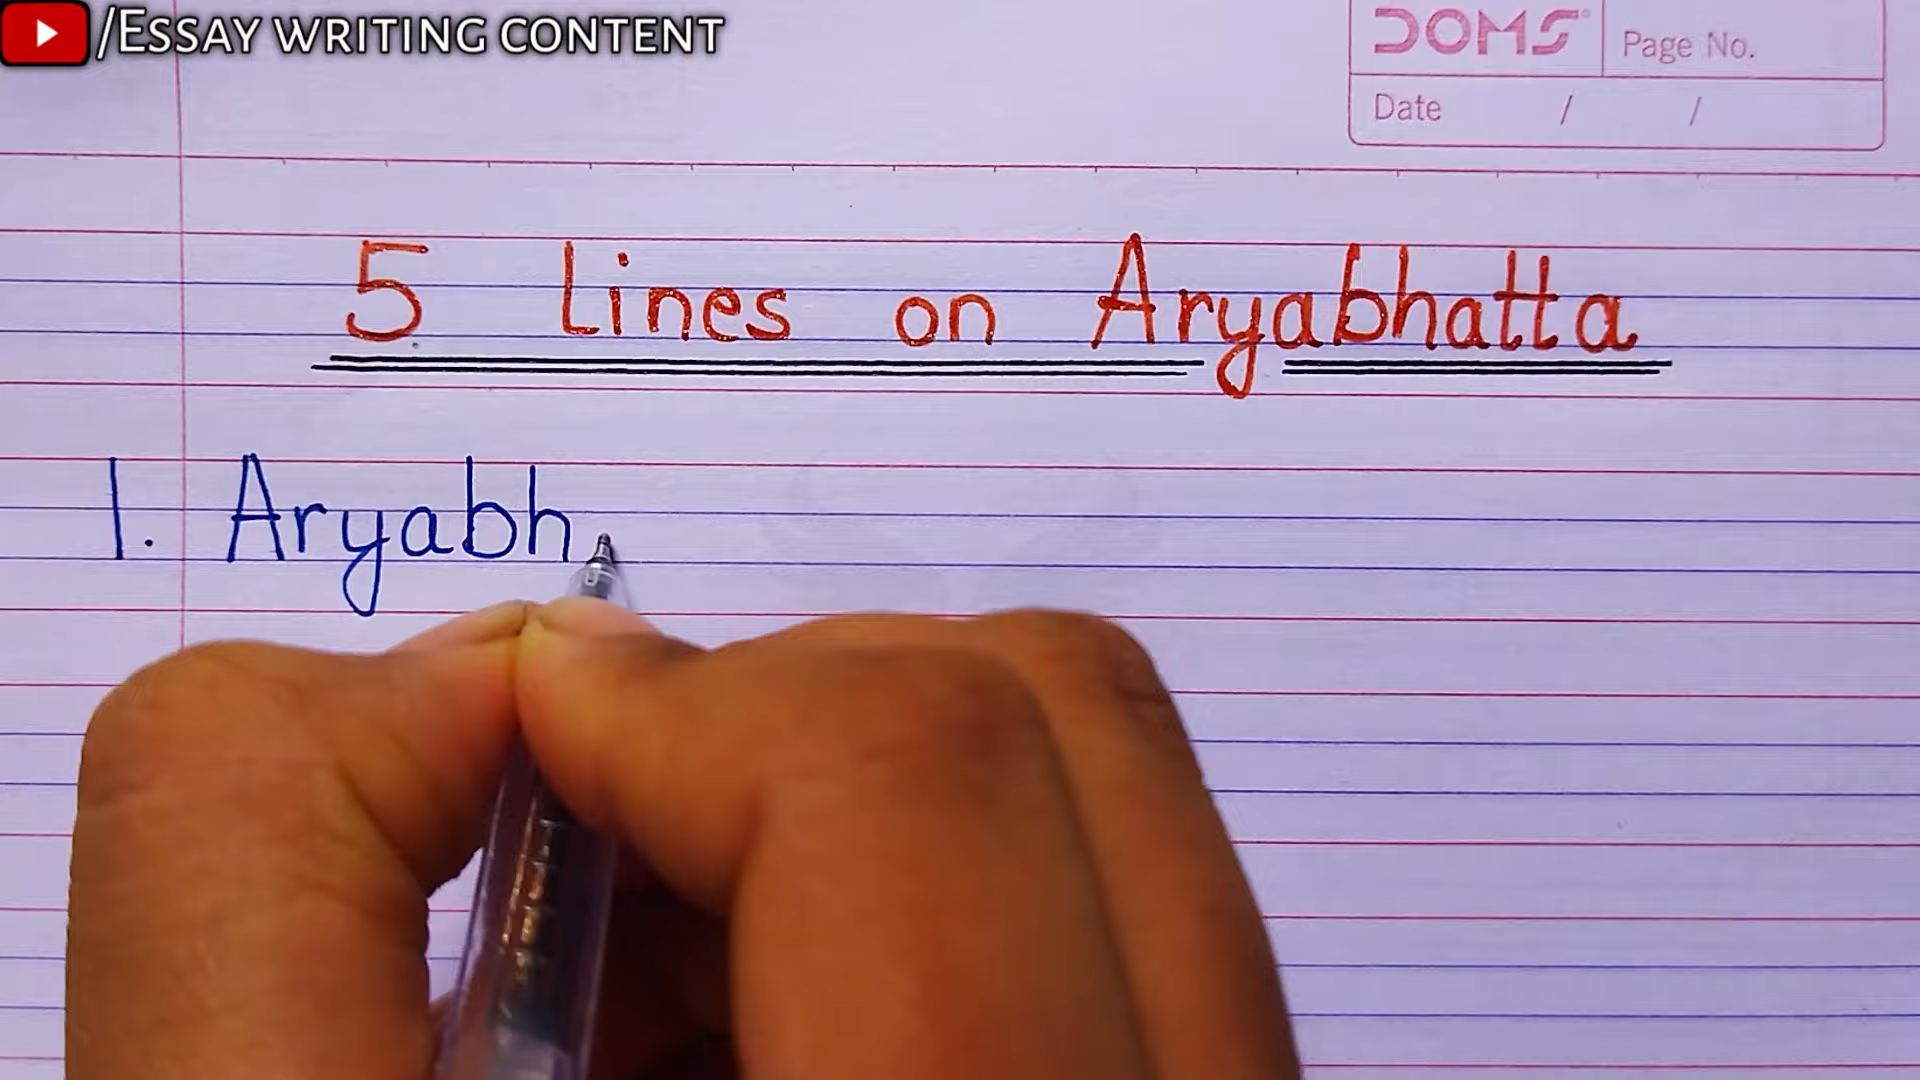 /ESSAY WRITING CONTENT
DOMS
Page No.
Date / /
5 Lines on Aryabhatta
1. Aryabh